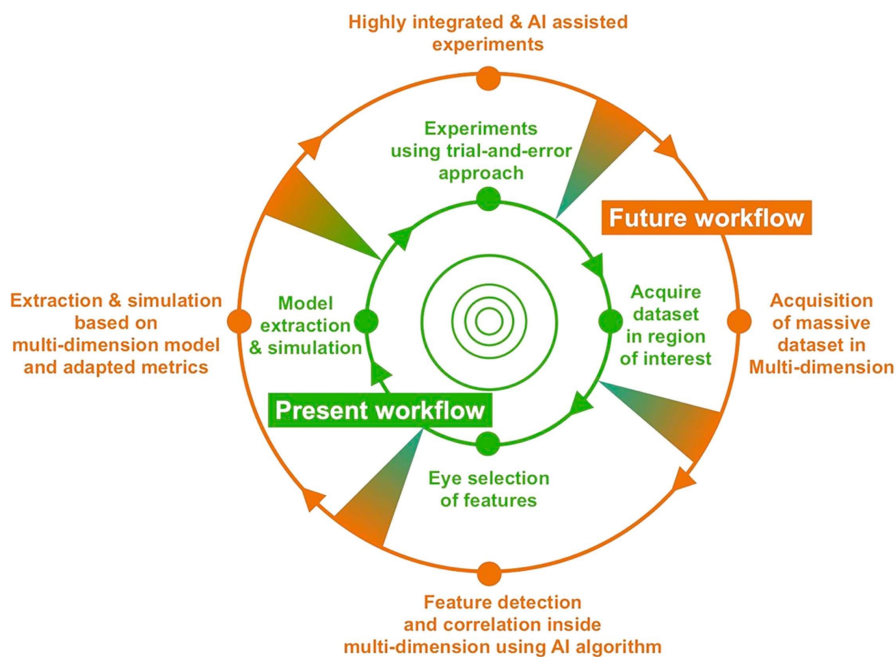 Highly integrated & AI assisted
experiments
Experiments
using trial-and-error
approach
Future workflow
Extraction & simulation
based on
multi-dimension model
and adapted metrics
Model
extraction
& simulation
Acquire
dataset
in region
of interest
Acquisition
of massive
dataset in
Multi-dimension
Present workflow
Eye selection
of features
Feature detection
and correlation inside
multi-dimension using AI algorithm